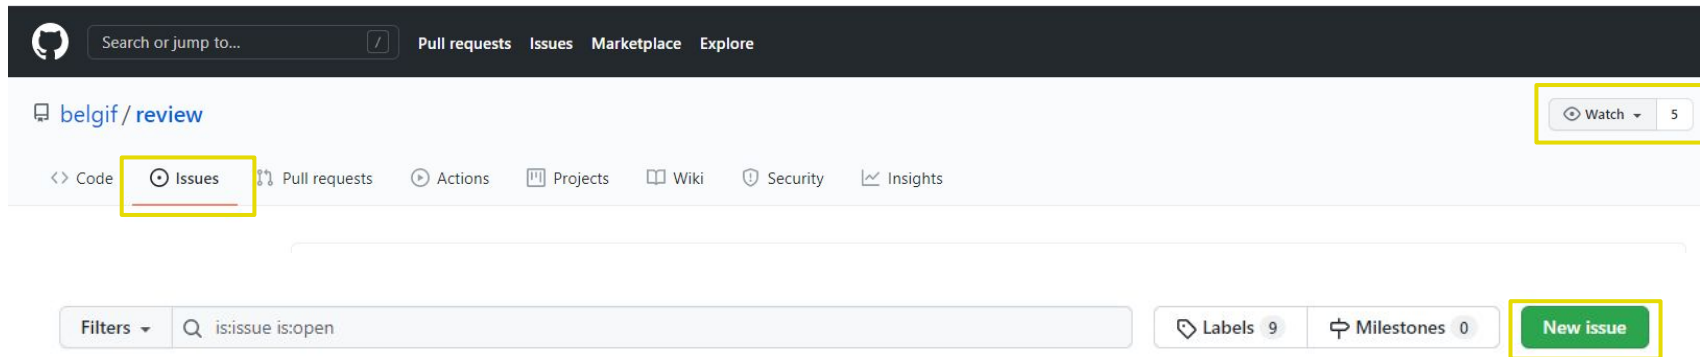 Search or jump to... / Pull requests Issues Marketplace Explore
belgif / review Watch 5
<> Code Issues Pull requests Actions Projects Wiki Security Insights
Filters is:issue is:open Labels 9 Milestones 0 New issue